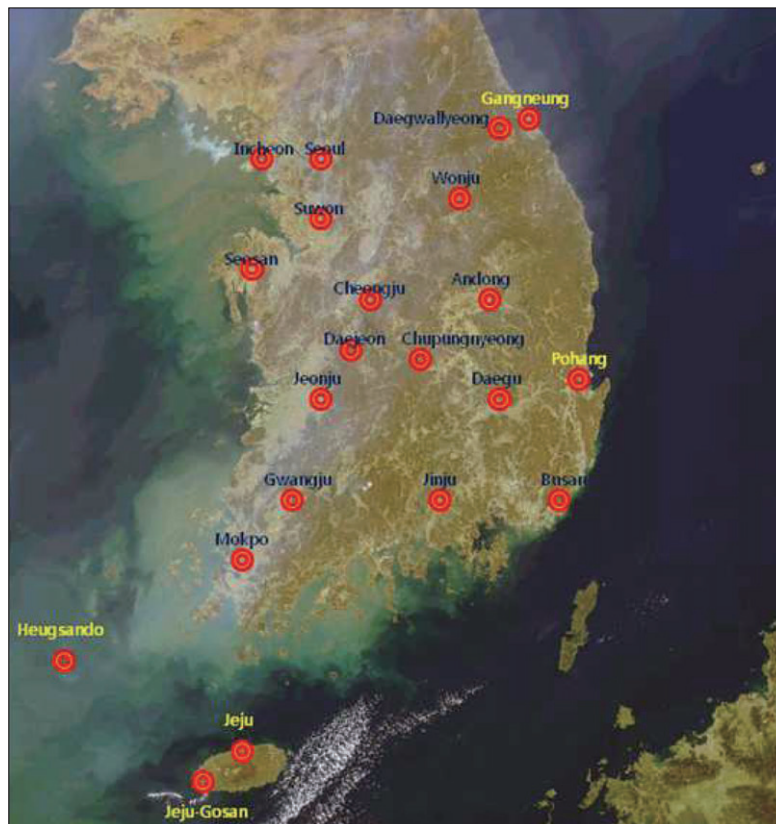 Gangneung
Daegwallyeong
Incheon
Seoul
Wonju
Suwon
Seosan
Cheongju
Andong
Daejeon
Chupungnyeong
Pohang
Jeonju
Daegu
Gwangju
Jinju
Busan
Mokpo
Heugsando
Jeju
Jeju-Gosan